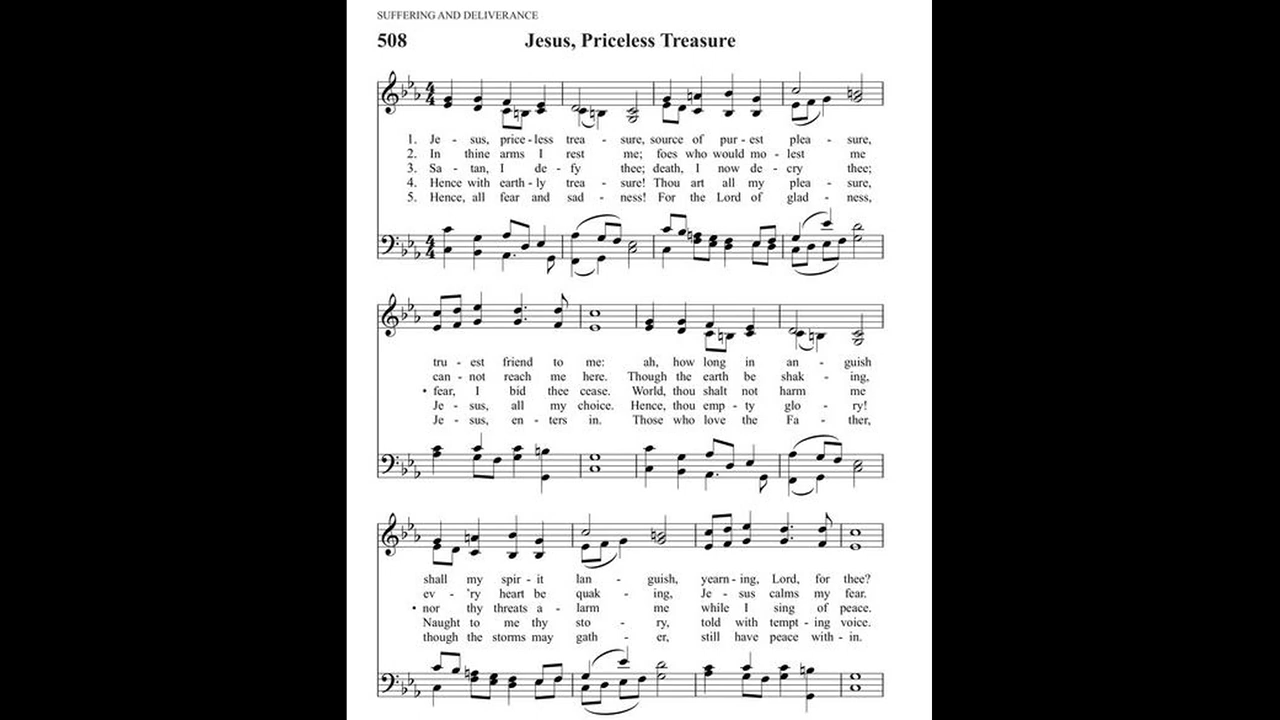 SUFFERING AND DELIVERANCE
508 Jesus, Priceless Treasure
1. Je - sus, price - less trea - sure, source of pur - est plea - sure,
2. In thine arms I rest me; foes who would mo - lest me
3. Sa - tan, I de - fy thee; death, I now de - cry thee;
4. Hence with earth - ly trea - sure! Thou art all my plea - sure,
5. Hence, all fear and sad - ness! For the Lord of glad - ness,
tru - est friend to me: ah, how long in an - guish
can - not reach me here. Though the earth be shak - ing,
• fear, I bid thee cease. World, thou shalt not harm me
Je - sus, all my choice. Hence, thou emp - ty glo - ry!
Je - sus, en - ters in. Those who love the Fa - ther,
shall my spir - it lan - guish, yearn - ing, Lord, for thee?
ev - 'ry heart be quak - ing, Je - sus calms my fear.
• nor thy threats a - larm me while I sing of peace.
Naught to me thy sto - ry, told with tempt - ing voice.
though the storms may gath - er, still have peace with - in.